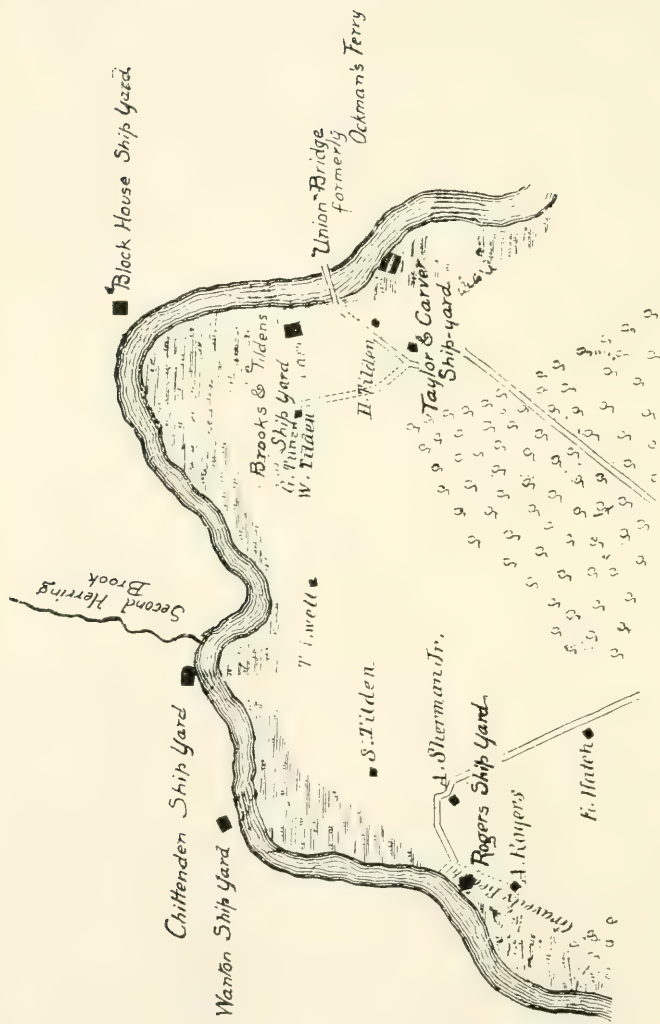 Block House Ship Yard
Union Bridge
formerly
Ockman's Ferry
Second Herring
Brook
Brooks & Tildens
Ship Yard
W. Tilden
H Tilden
Taylor & Carver
Ship-yard
Chittenden Ship Yard
Wanton Ship Yard
S. Tilden
A. Sherman Jr.
Rogers Ship Yard
A. Rogers
Hatch